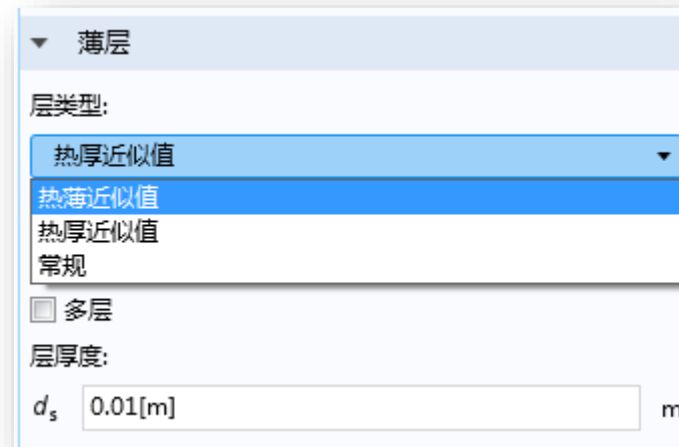 薄层
层类型:
热厚近似值
热薄近似值
热厚近似值
常规
多层
层厚度:
ds 0.01[m] m